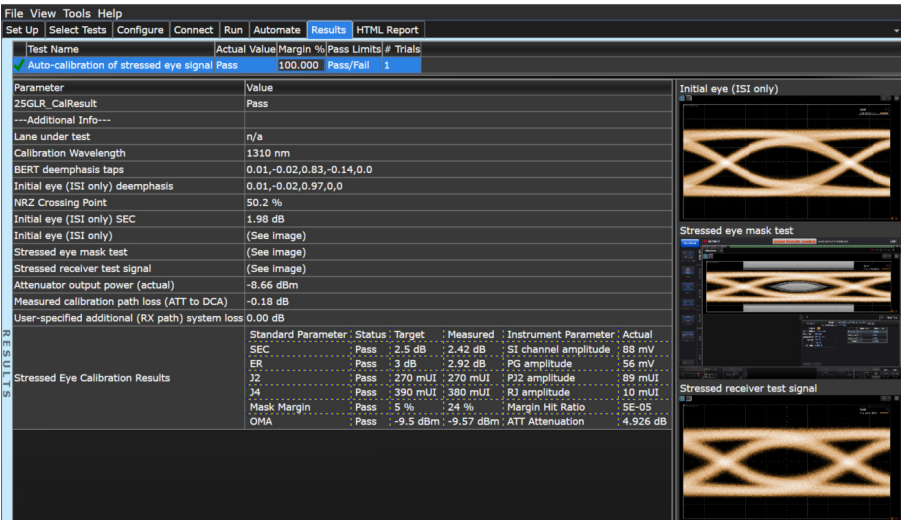 File View Tools Help
Set Up Select Tests Configure Connect Run Automate Results HTML Report
Test Name Actual Value Margin % Pass Limits # Trials
Auto-calibration of stressed eye signal Pass 100.000 Pass/Fail 1
Parameter Value
25GLR_CalResult Pass
---Additional Info---
Lane under test n/a
Calibration Wavelength 1310 nm
BERT deemphasis taps 0.01,-0.02,0.83,-0.14,0.0
Initial eye (ISI only) deemphasis 0.01,-0.02,0.97,0,0
NRZ Crossing Point 50.2 %
Initial eye (ISI only) SEC 1.98 dB
Initial eye (ISI only) (See image)
Stressed eye mask test (See image)
Stressed receiver test signal (See image)
Attenuator output power (actual) -8.66 dBm
Measured calibration path loss (ATT to DCA) -0.18 dB
User-specified additional (RX path) system loss 0.00 dB
Stressed Eye Calibration Results
Standard Parameter Status Target Measured Instrument Parameter Actual
SEC Pass 2.5 dB 2.42 dB SI channel amplitude 88 mV
ER Pass 3 dB 2.92 dB PG amplitude 56 mV
J2 Pass 270 mUI 270 mUI PJ2 amplitude 89 mUI
J4 Pass 390 mUI 380 mUI RJ amplitude 10 mUI
Mask Margin Pass 5 % 24 % Margin Hit Ratio 5E-05
OMA Pass -9.5 dBm -9.57 dBm ATT Attenuation 4.926 dB
RESULTS
Initial eye (ISI only)
Stressed eye mask test
Stressed receiver test signal